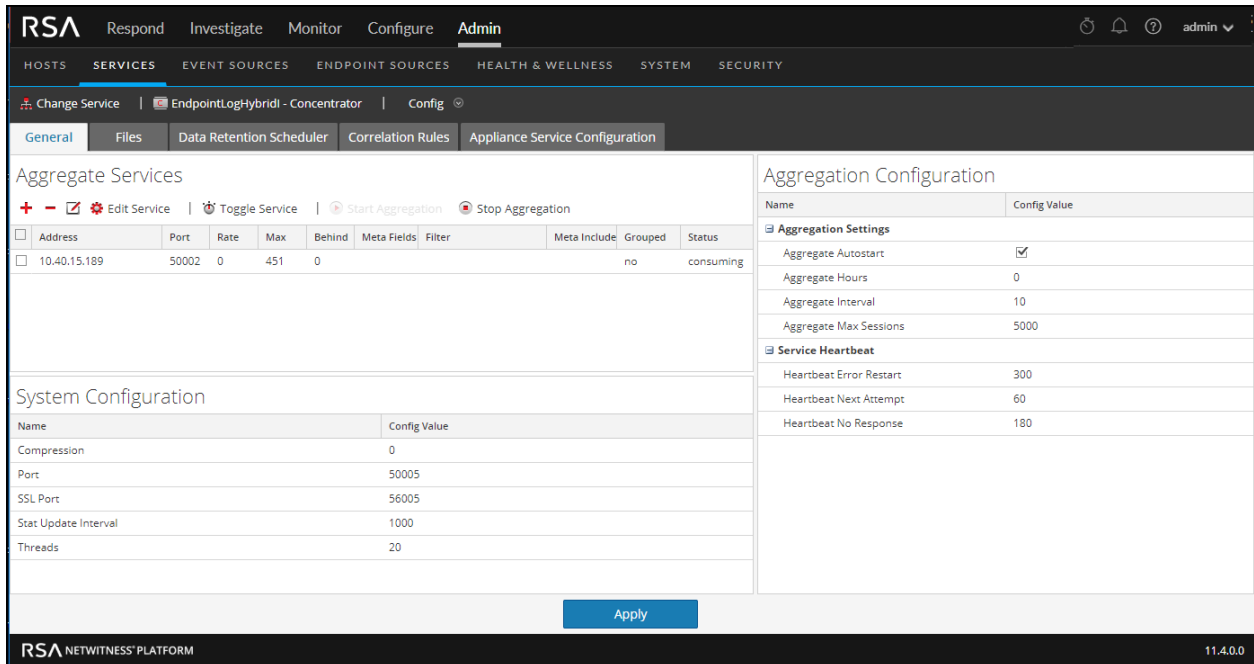 RSA Respond Investigate Monitor Configure Admin admin
HOSTS SERVICES EVENT SOURCES ENDPOINT SOURCES HEALTH & WELLNESS SYSTEM SECURITY
Change Service | EndpointLogHybridI - Concentrator | Config
General Files Data Retention Scheduler Correlation Rules Appliance Service Configuration
Aggregate Services
Edit Service | Toggle Service | Start Aggregation Stop Aggregation
Address Port Rate Max Behind Meta Fields Filter Meta Include Grouped Status
10.40.15.189 50002 0 451 0 no consuming
System Configuration
Name Config Value
Compression 0
Port 50005
SSL Port 56005
Stat Update Interval 1000
Threads 20
Aggregation Configuration
Name Config Value
Aggregation Settings
Aggregate Autostart
Aggregate Hours 0
Aggregate Interval 10
Aggregate Max Sessions 5000
Service Heartbeat
Heartbeat Error Restart 300
Heartbeat Next Attempt 60
Heartbeat No Response 180
Apply
RSA NETWITNESS® PLATFORM 11.4.0.0